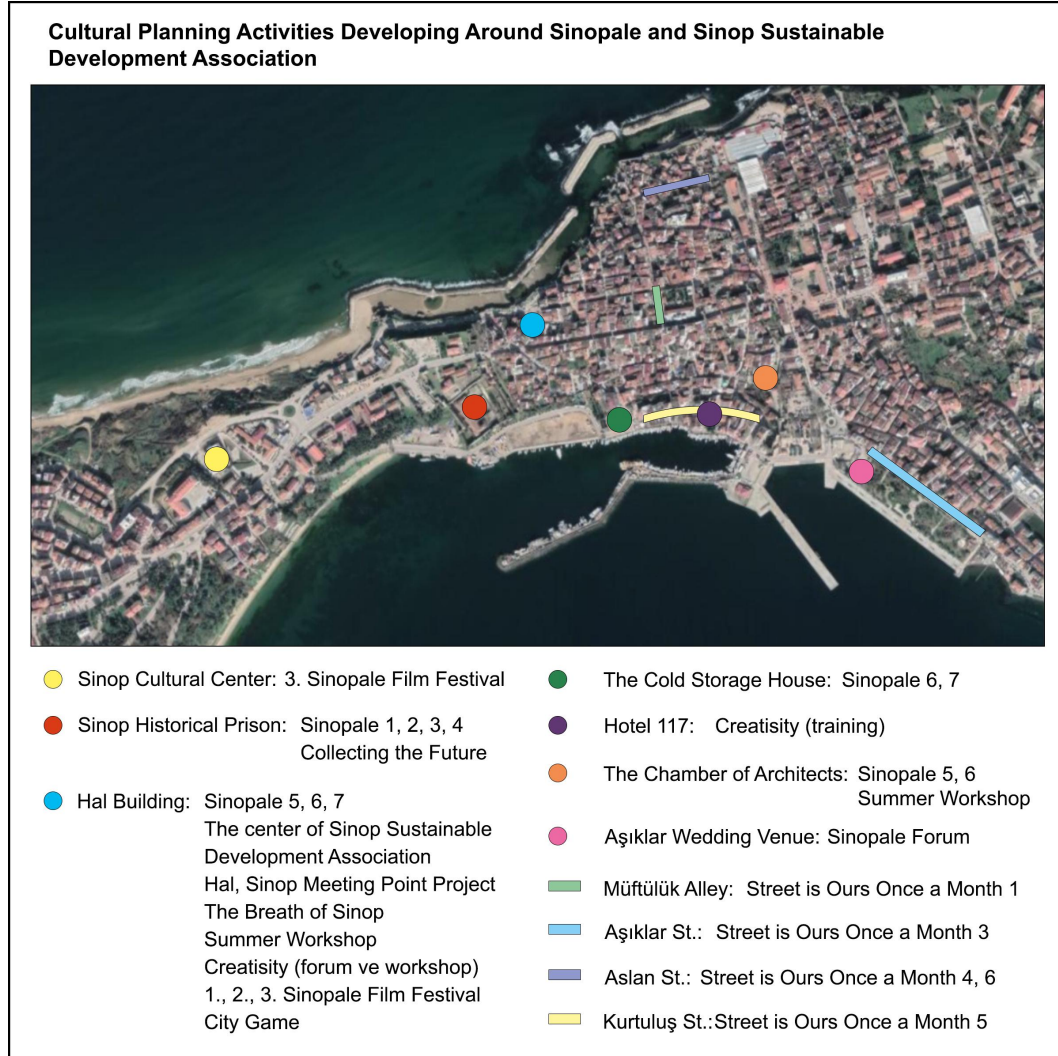 Cultural Planning Activities Developing Around Sinopale and Sinop Sustainable
Development Association
Sinop Cultural Center: 3. Sinopale Film Festival
Sinop Historical Prison: Sinopale 1, 2, 3, 4
Collecting the Future
Hal Building: Sinopale 5, 6, 7
The center of Sinop Sustainable
Development Association
Hal, Sinop Meeting Point Project
The Breath of Sinop
Summer Workshop
Creatisity (forum ve workshop)
1., 2., 3. Sinopale Film Festival
City Game
The Cold Storage House: Sinopale 6, 7
Hotel 117: Creatisity (training)
The Chamber of Architects: Sinopale 5, 6
Summer Workshop
Aşıklar Wedding Venue: Sinopale Forum
Müftülük Alley: Street is Ours Once a Month 1
Aşıklar St.: Street is Ours Once a Month 3
Aslan St.: Street is Ours Once a Month 4, 6
Kurtuluş St.:Street is Ours Once a Month 5